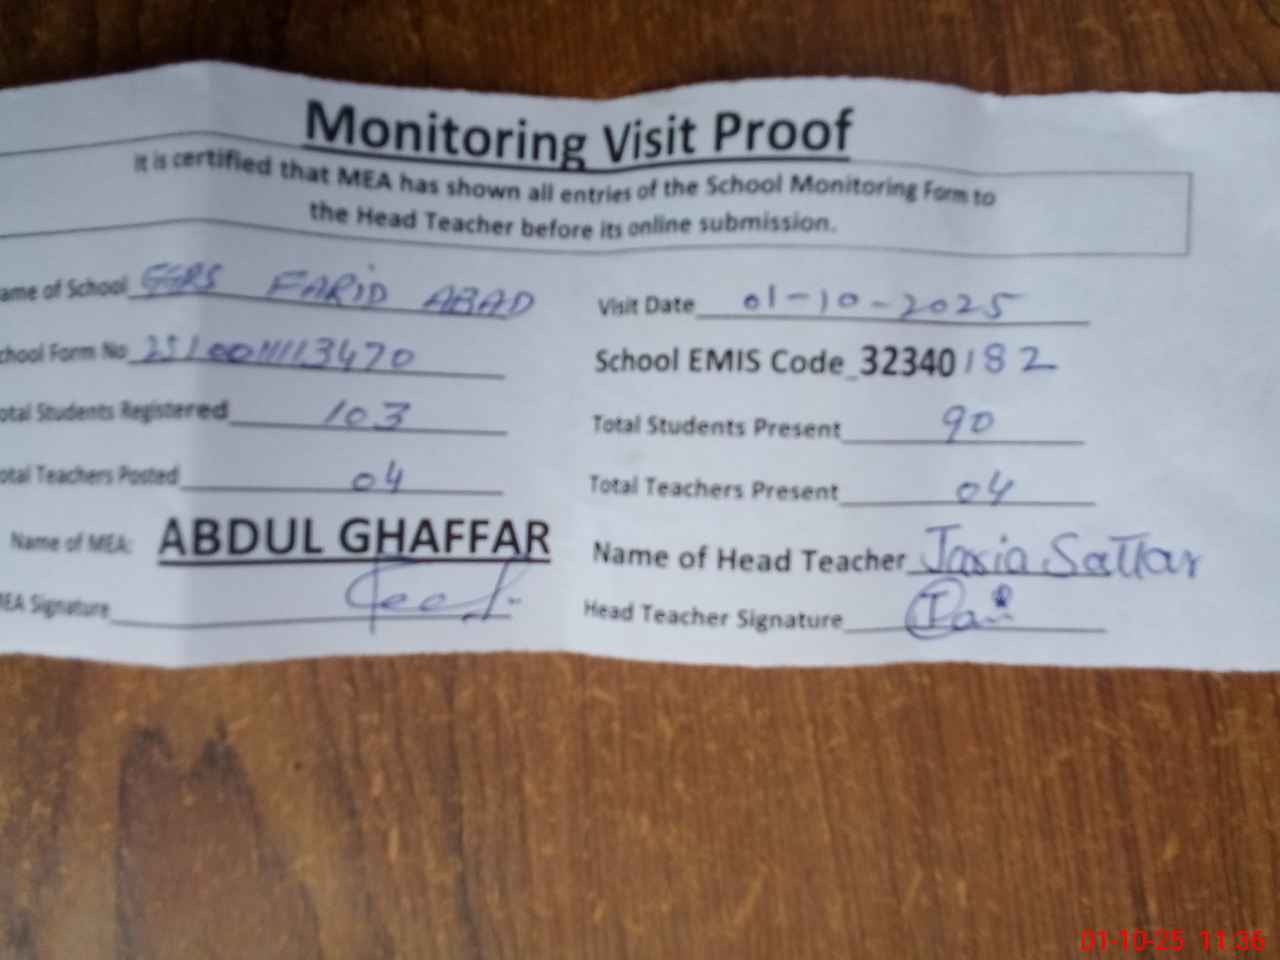 Monitoring Visit Proof
It is certified that MEA has shown all entries of the School Monitoring Form to
the Head Teacher before its online submission.
ame of School FARID ABAD Visit Date 01-10-2025
chool Form No School EMIS Code 32340182
otal Students Registered 103 Total Students Present 90
otal Teachers Posted 04 Total Teachers Present 04
Name of MEA: ABDUL GHAFFAR Name of Head Teacher Sattar
MEA Signature Head Teacher Signature
01-10-25 11:36